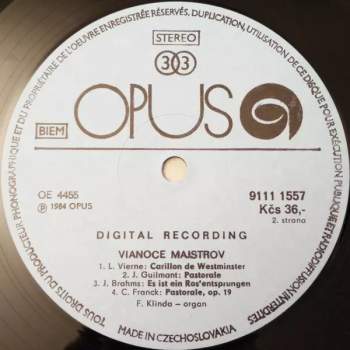 TOUS DROITS DU PRODUCTEUR PHONOGRAPHIQUE ET DU PROPRIÉTAIRE DE L'OEUVRE ENREGISTRÉE RÉSERVÉS. DUPLICATION, UTILISATION DE CE DISQUE POUR EXÉCUTION PUBLIQUE ET RADIODIFFUSION INTERDITES
STEREO
33
OPUS
BIEM
OE 4455
℗ 1984 OPUS
9111 1557
Kčs 36,-
2. strana
DIGITAL RECORDING
VIANOCE MAJSTROV
1. L. Vierne: Carillon de Westminster
2. J. Guilmant: Pastorale
3. J. Brahms: Es ist ein Ros'entsprungen
4. C. Franck: Pastorale, op. 19
F. Klinda – organ
MADE IN CZECHOSLOVAKIA